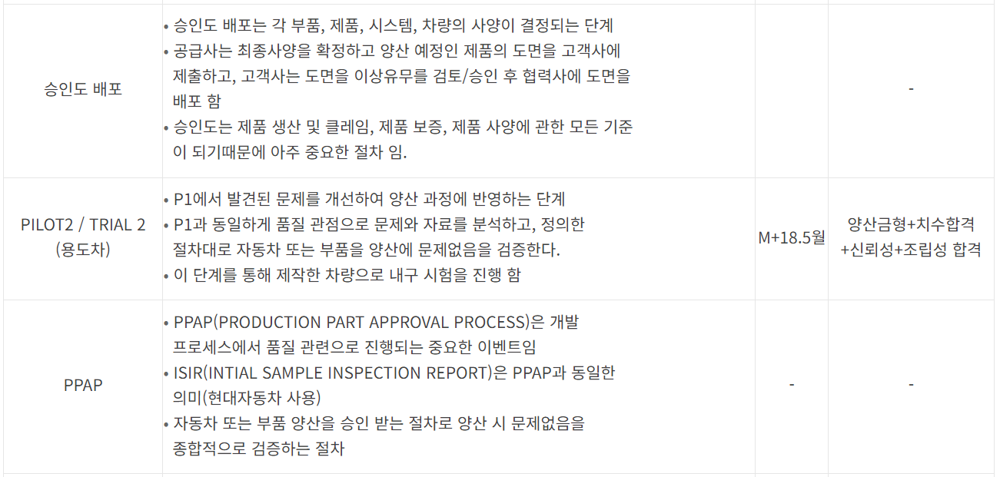 승인도 배포
• 승인도 배포는 각 부품, 제품, 시스템, 차량의 사양이 결정되는 단계
• 공급사는 최종사양을 확정하고 양산 예정인 제품의 도면을 고객사에
제출하고, 고객사는 도면을 이상유무를 검토/승인 후 협력사에 도면을
배포 함
• 승인도는 제품 생산 및 클레임, 제품 보증, 제품 사양에 관한 모든 기준
이 되기때문에 아주 중요한 절차 임.
-
PILOT2 / TRIAL 2
(용도차)
• P1에서 발견된 문제를 개선하여 양산 과정에 반영하는 단계
• P1과 동일하게 품질 관점으로 문제와 자료를 분석하고, 정의한
절차대로 자동차 또는 부품을 양산에 문제없음을 검증한다.
• 이 단계를 통해 제작한 차량으로 내구 시험을 진행 함
M+18.5월
양산금형+치수합격
+신뢰성+조립성 합격
PPAP
• PPAP(PRODUCTION PART APPROVAL PROCESS)은 개발
프로세스에서 품질 관련으로 진행되는 중요한 이벤트임
• ISIR(INTIAL SAMPLE INSPECTION REPORT)은 PPAP과 동일한
의미(현대자동차 사용)
• 자동차 또는 부품 양산을 승인 받는 절차로 양산 시 문제없음을
종합적으로 검증하는 절차
-
-